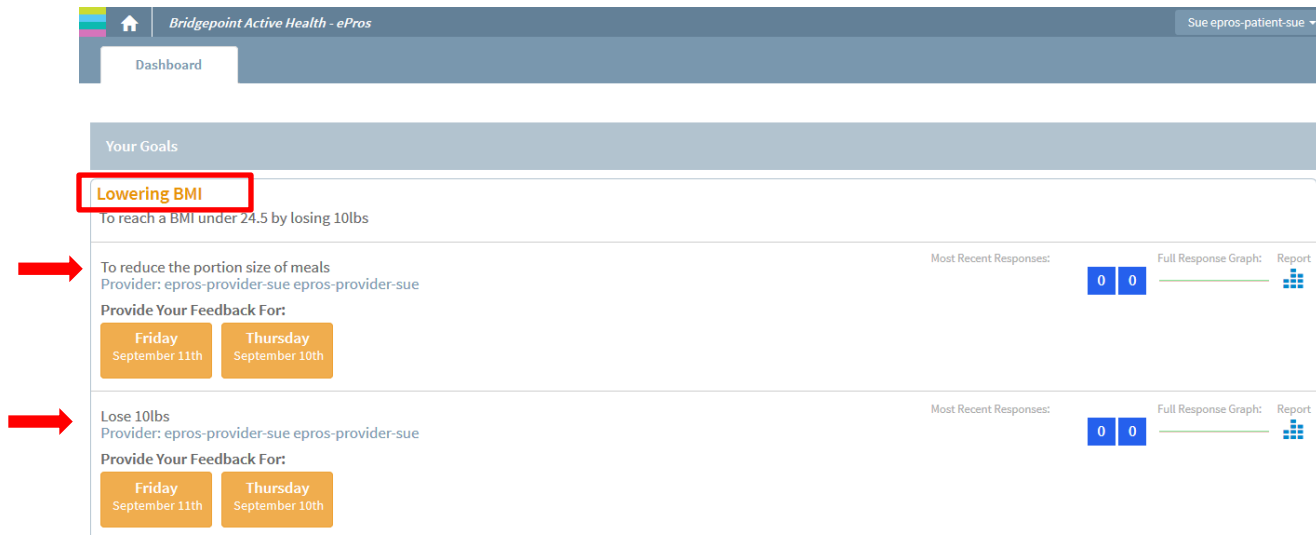 Bridgepoint Active Health - ePros
Sue epros-patient-sue
Dashboard
Your Goals
Lowering BMI
To reach a BMI under 24.5 by losing 10lbs
To reduce the portion size of meals
Provider: epros-provider-sue epros-provider-sue
Most Recent Responses:
0 0
Full Response Graph:
Report
Provide Your Feedback For:
Friday
September 11th
Thursday
September 10th
Lose 10lbs
Provider: epros-provider-sue epros-provider-sue
Most Recent Responses:
0 0
Full Response Graph:
Report
Provide Your Feedback For:
Friday
September 11th
Thursday
September 10th